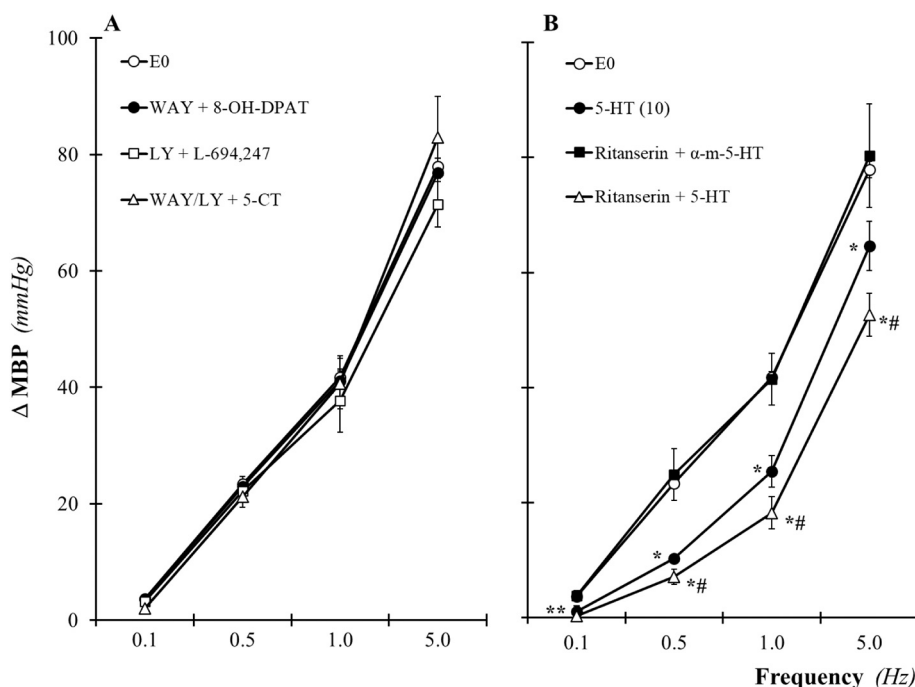 A
E0
WAY + 8-OH-DPAT
LY + L-694,247
WAY/LY + 5-CT
100
80
60
40
20
0
Δ MBP (mmHg)
0.1 0.5 1.0 5.0
B
E0
5-HT (10)
Ritanserin + α-m-5-HT
Ritanserin + 5-HT
*
*#
*
*#
*
*#
**
0.1 0.5 1.0 5.0
Frequency (Hz)